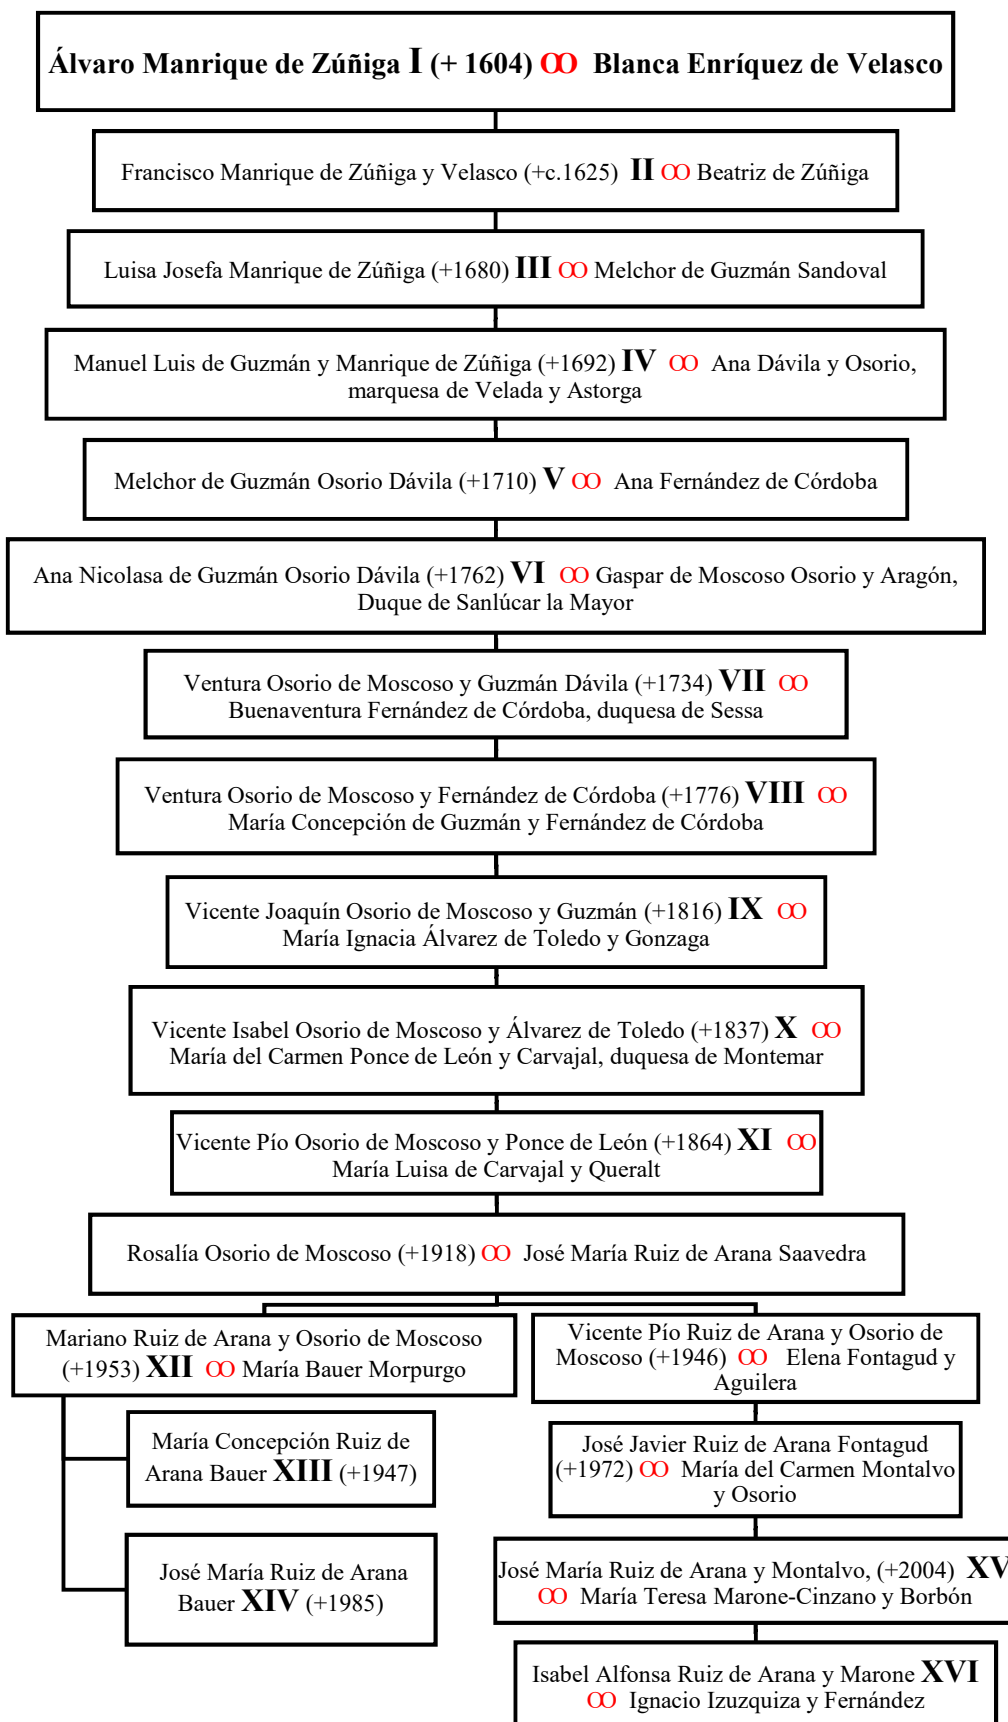 Álvaro Manrique de Zúñiga I (+ 1604) ꝏ Blanca Enríquez de Velasco
Francisco Manrique de Zúñiga y Velasco (+c.1625) II ꝏ Beatriz de Zúñiga
Luisa Josefa Manrique de Zúñiga (+1680) III ꝏ Melchor de Guzmán Sandoval
Manuel Luis de Guzmán y Manrique de Zúñiga (+1692) IV ꝏ Ana Dávila y Osorio,
marquesa de Velada y Astorga
Melchor de Guzmán Osorio Dávila (+1710) V ꝏ Ana Fernández de Córdoba
Ana Nicolasa de Guzmán Osorio Dávila (+1762) VI ꝏ Gaspar de Moscoso Osorio y Aragón,
Duque de Sanlúcar la Mayor
Ventura Osorio de Moscoso y Guzmán Dávila (+1734) VII ꝏ
Buenaventura Fernández de Córdoba, duquesa de Sessa
Ventura Osorio de Moscoso y Fernández de Córdoba (+1776) VIII ꝏ
María Concepción de Guzmán y Fernández de Córdoba
Vicente Joaquín Osorio de Moscoso y Guzmán (+1816) IX ꝏ
María Ignacia Álvarez de Toledo y Gonzaga
Vicente Isabel Osorio de Moscoso y Álvarez de Toledo (+1837) X ꝏ
María del Carmen Ponce de León y Carvajal, duquesa de Montemar
Vicente Pío Osorio de Moscoso y Ponce de León (+1864) XI ꝏ
María Luisa de Carvajal y Queralt
Rosalía Osorio de Moscoso (+1918) ꝏ José María Ruiz de Arana Saavedra
Mariano Ruiz de Arana y Osorio de Moscoso
(+1953) XII ꝏ María Bauer Morpurgo
María Concepción Ruiz de
Arana Bauer XIII (+1947)
José María Ruiz de Arana
Bauer XIV (+1985)
Vicente Pío Ruiz de Arana y Osorio de
Moscoso (+1946) ꝏ Elena Fontagud y
Aguilera
José Javier Ruiz de Arana Fontagud
(+1972) ꝏ María del Carmen Montalvo
y Osorio
José María Ruiz de Arana y Montalvo, (+2004) XV
ꝏ María Teresa Marone-Cinzano y Borbón
Isabel Alfonsa Ruiz de Arana y Marone XVI
ꝏ Ignacio Izuzquiza y Fernández